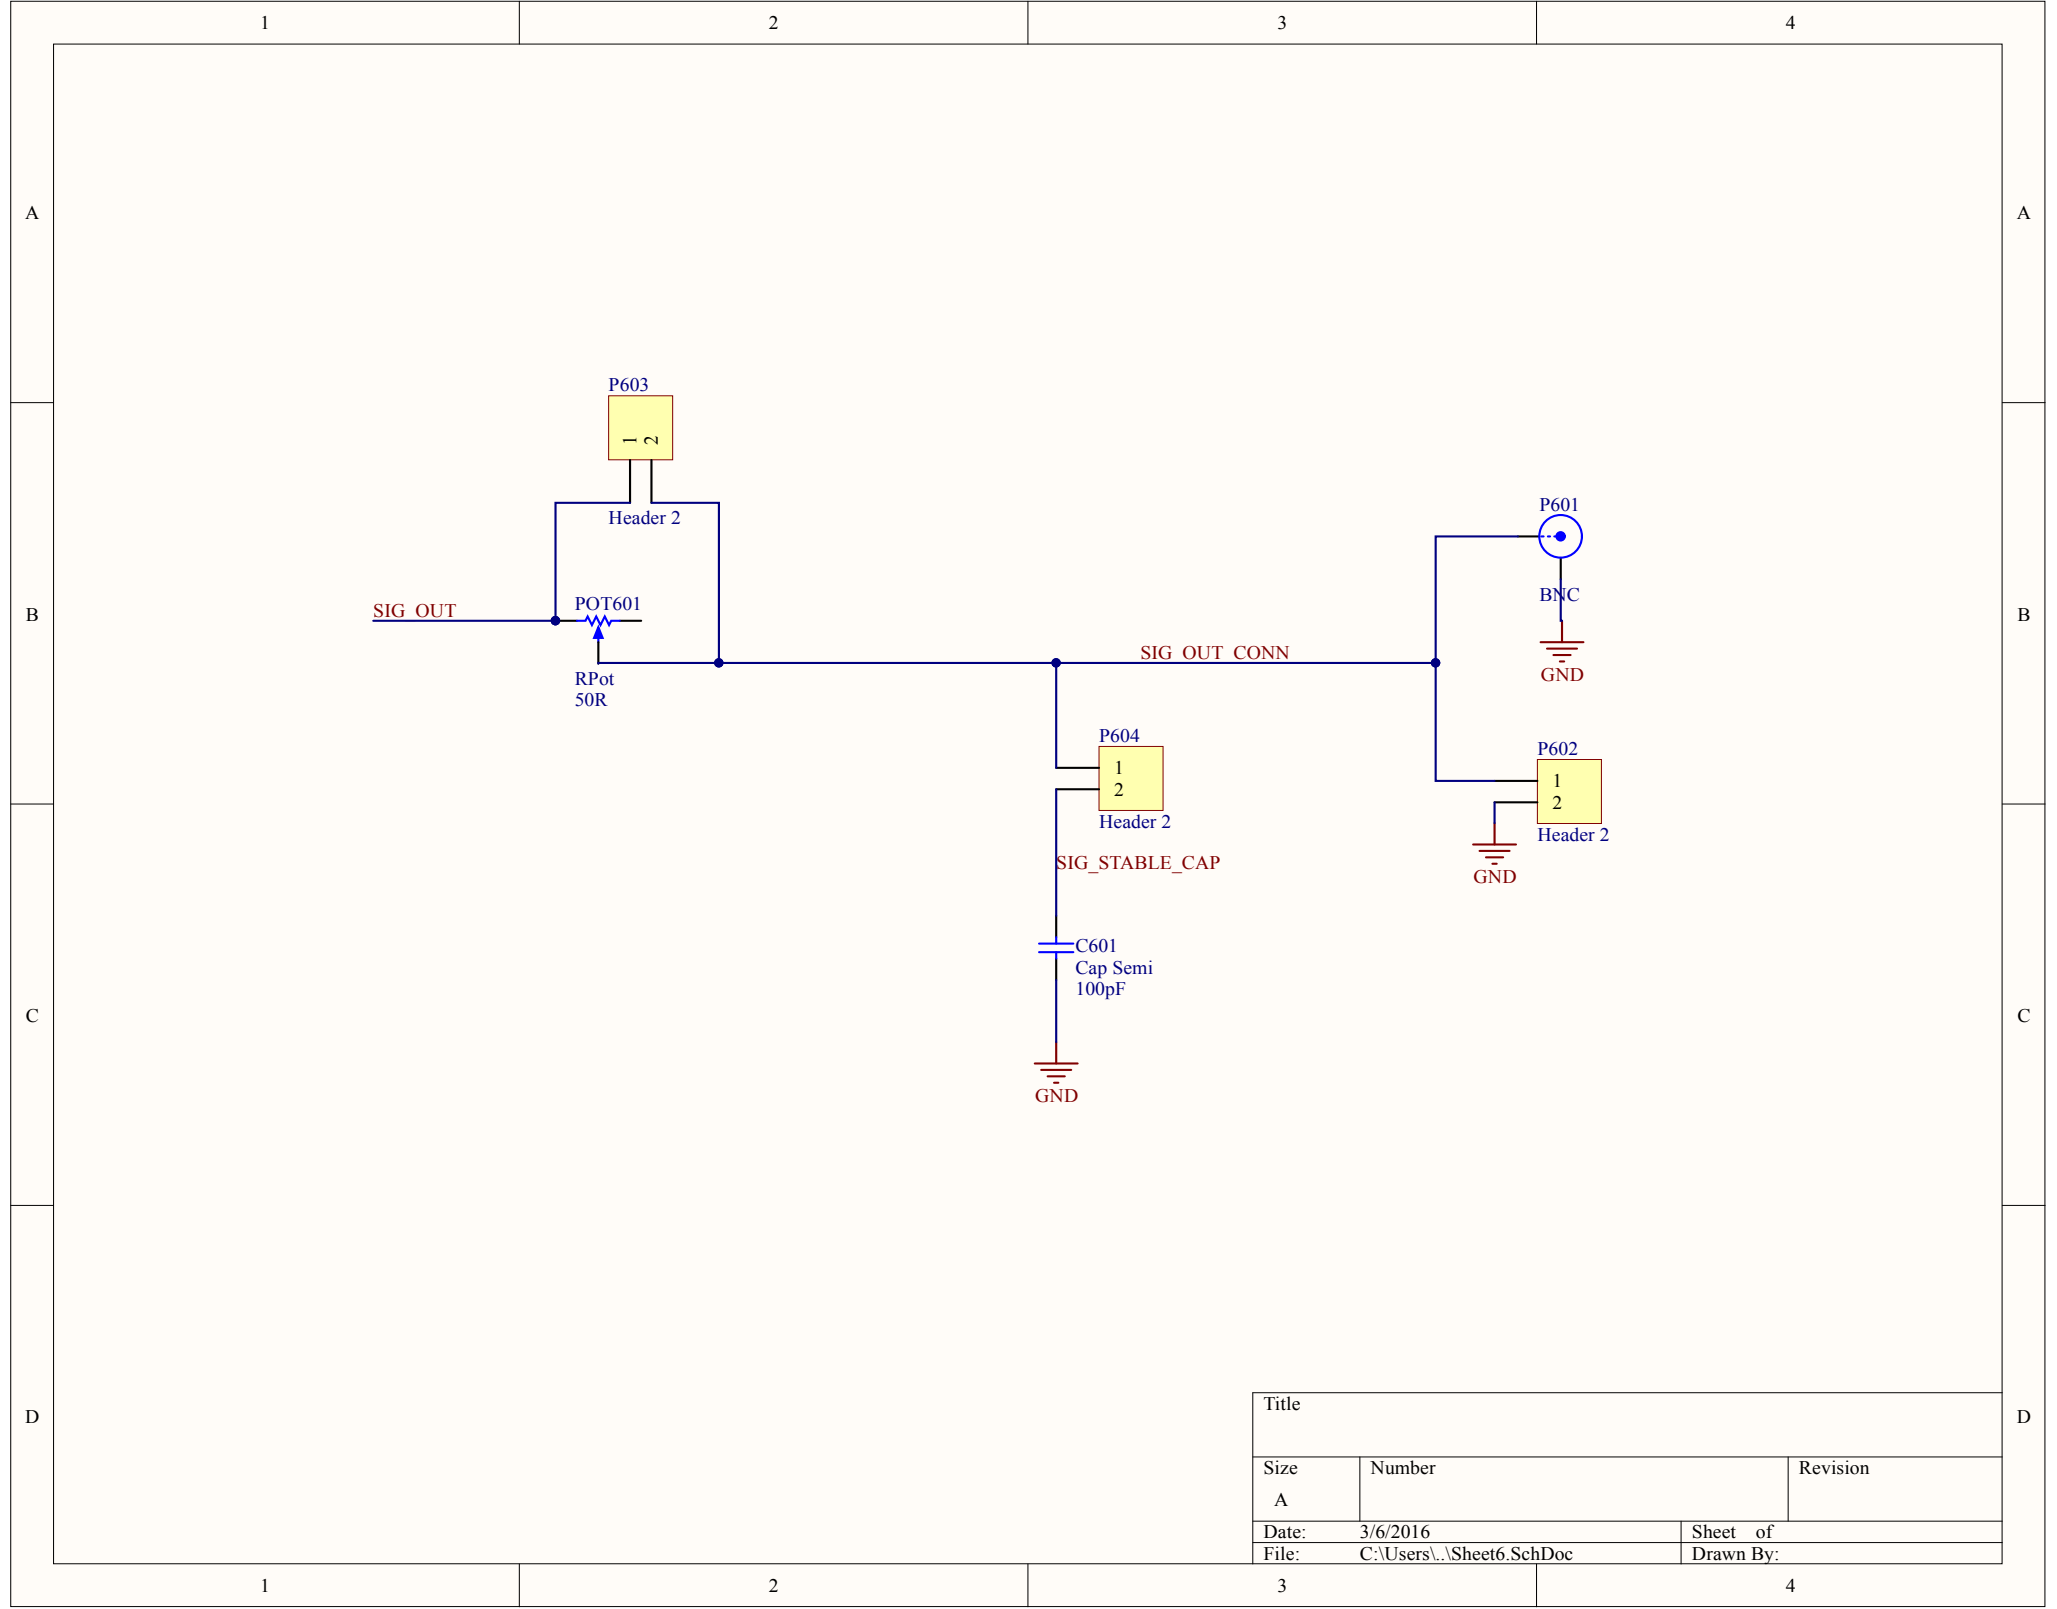 1 2 3 4
A A
P603
1 2
Header 2
P601
BNC
GND
B B
SIG_OUT
POT601
RPot
50R
SIG_OUT_CONN
P604
1
2
Header 2
P602
1
2
Header 2
GND
SIG_STABLE_CAP
C601
Cap Semi
100pF
GND
C C
D D
Title
Size Number Revision
A
Date: 3/6/2016 Sheet of
File: C:\Users\..\Sheet6.SchDoc Drawn By:
1 2 3 4